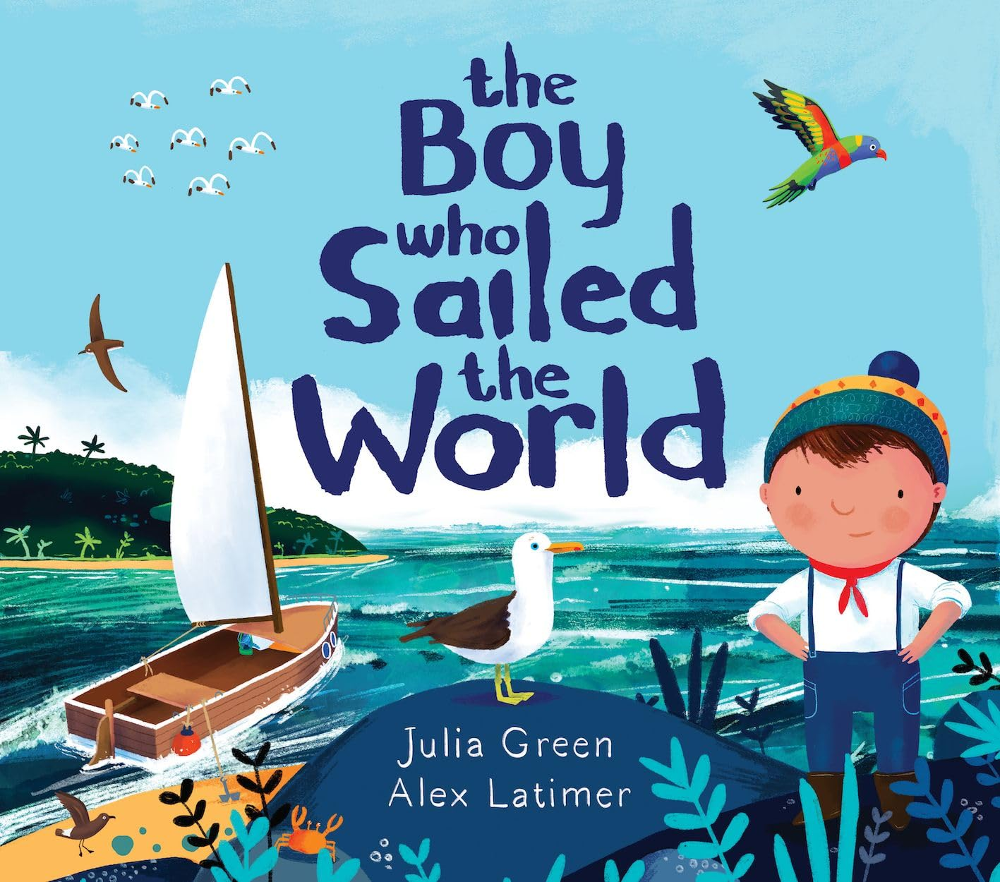 the
Boy
who
Sailed
the
World
Julia Green
Alex Latimer